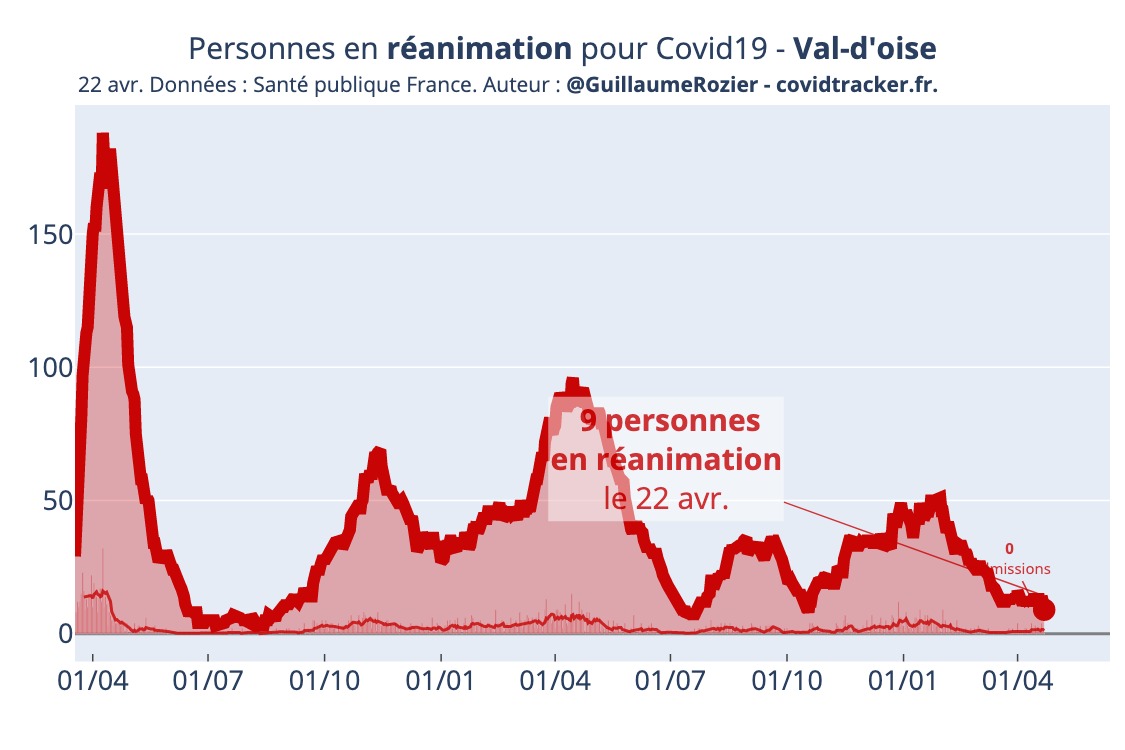 Personnes en réanimation pour Covid19 - Val-d'oise
22 avr. Données : Santé publique France. Auteur : @GuillaumeRozier - covidtracker.fr.
150
100
50
0
9 personnes
en réanimation
le 22 avr.
0
missions
01/04 01/07 01/10 01/01 01/04 01/07 01/10 01/01 01/04